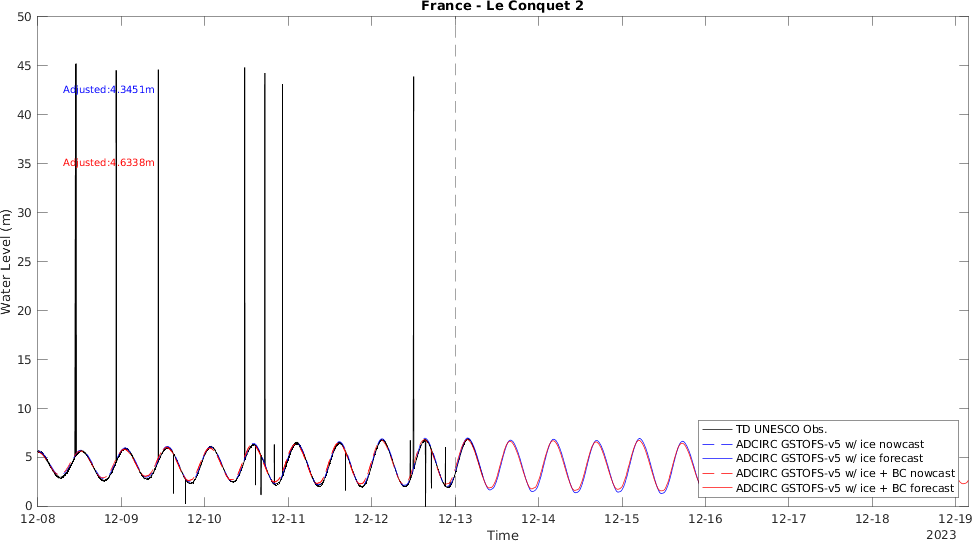 France - Le Conquet 2
50
45
Adjusted:4.3451m
40
35
Adjusted:4.6338m
30
Water Level (m)
25
20
15
10
TD UNESCO Obs.
ADCIRC GSTOFS-v5 w/ ice nowcast
ADCIRC GSTOFS-v5 w/ ice forecast
ADCIRC GSTOFS-v5 w/ ice + BC nowcast
ADCIRC GSTOFS-v5 w/ ice + BC forecast
5
0
12-08 12-09 12-10 12-11 12-12 12-13 12-14 12-15 12-16 12-17 12-18 12-19
Time
2023